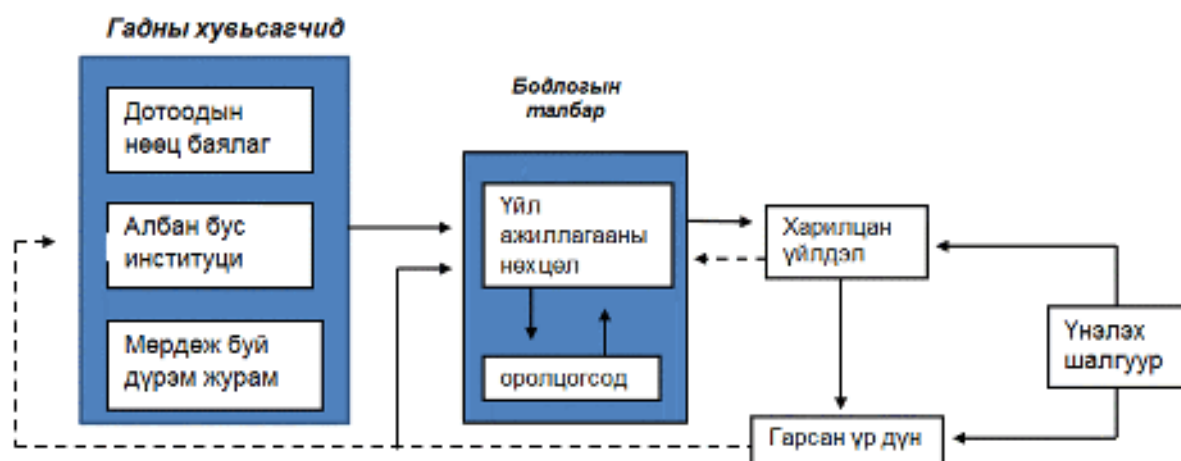 Гадны хувьсагчид
Дотоодын
нөөц баялаг
Албан бус
институци
Мөрдөж буй
дүрэм журам
Бодлогын
талбар
Үйл
ажиллагааны
нөхцөл
оролцогсод
Харилцан
үйлдэл
Үнэлэх
шалгуур
Гарсан үр дүн